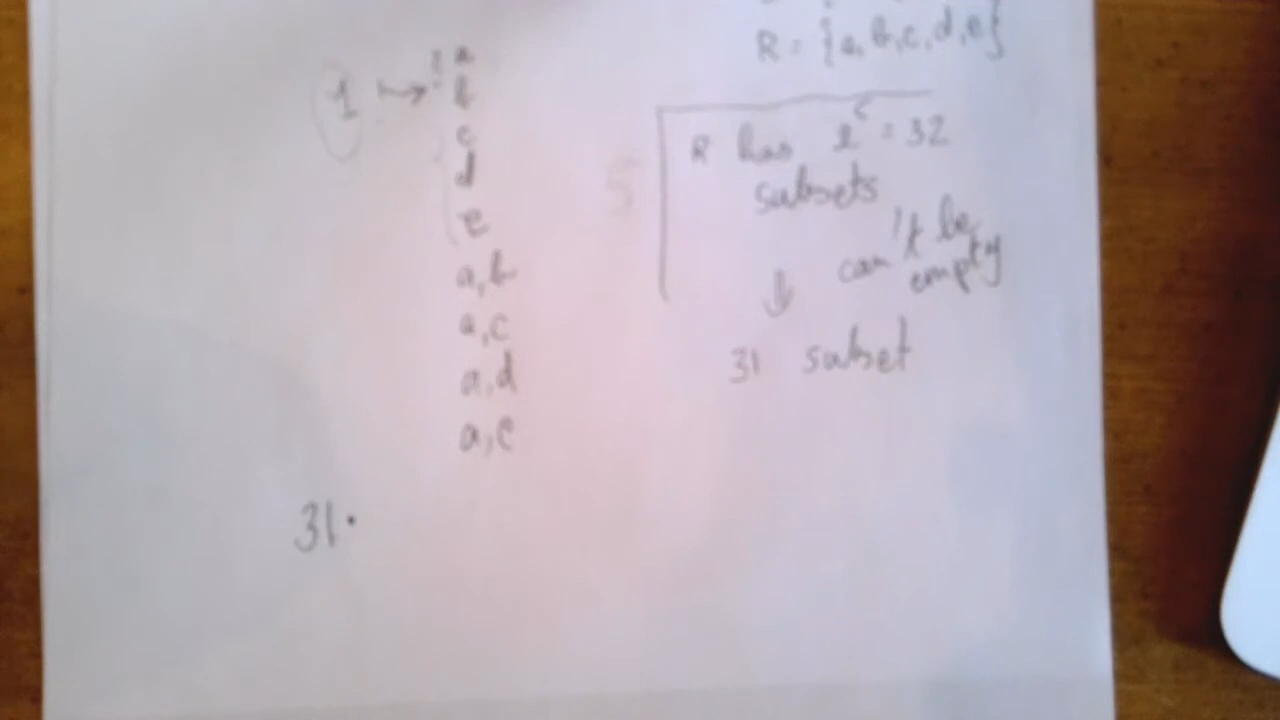 R = {a, b, c, d, e}
1 ↦ a
b
c
d
e
a, b
a, c
a, d
a, e
R has 2⁵ = 32
subsets
can't be
empty
↓
31 subset
31 ·